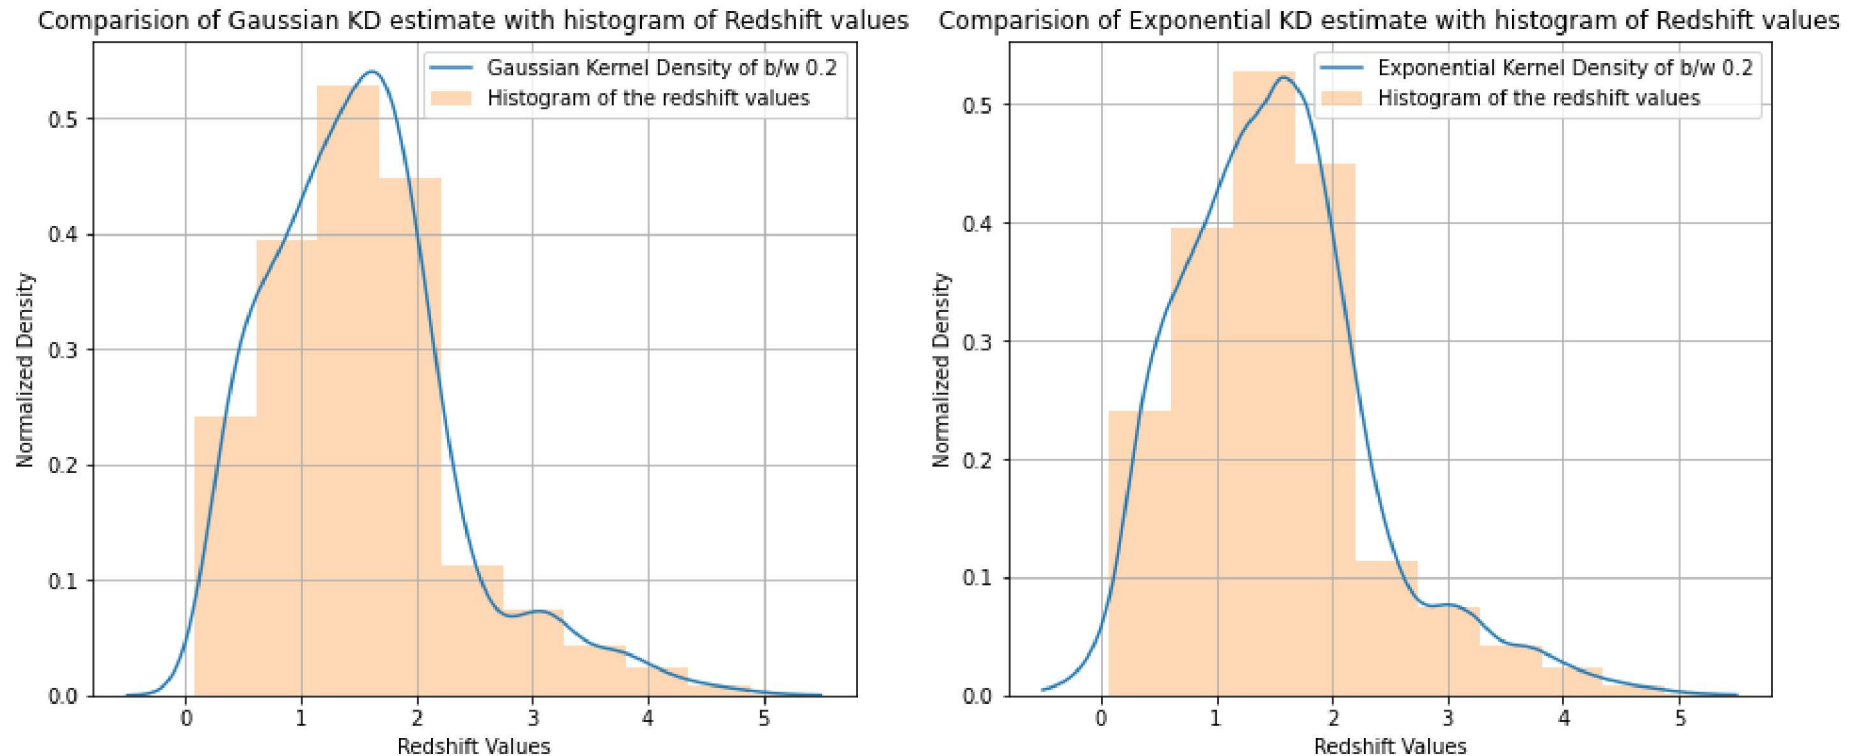 Comparision of Gaussian KD estimate with histogram of Redshift values
Gaussian Kernel Density of b/w 0.2
Histogram of the redshift values
0.5
0.4
0.3
0.2
0.1
0.0
Normalized Density
0 1 2 3 4 5
Redshift Values
Comparision of Exponential KD estimate with histogram of Redshift values
Exponential Kernel Density of b/w 0.2
Histogram of the redshift values
0.5
0.4
0.3
0.2
0.1
0.0
Normalized Density
0 1 2 3 4 5
Redshift Values